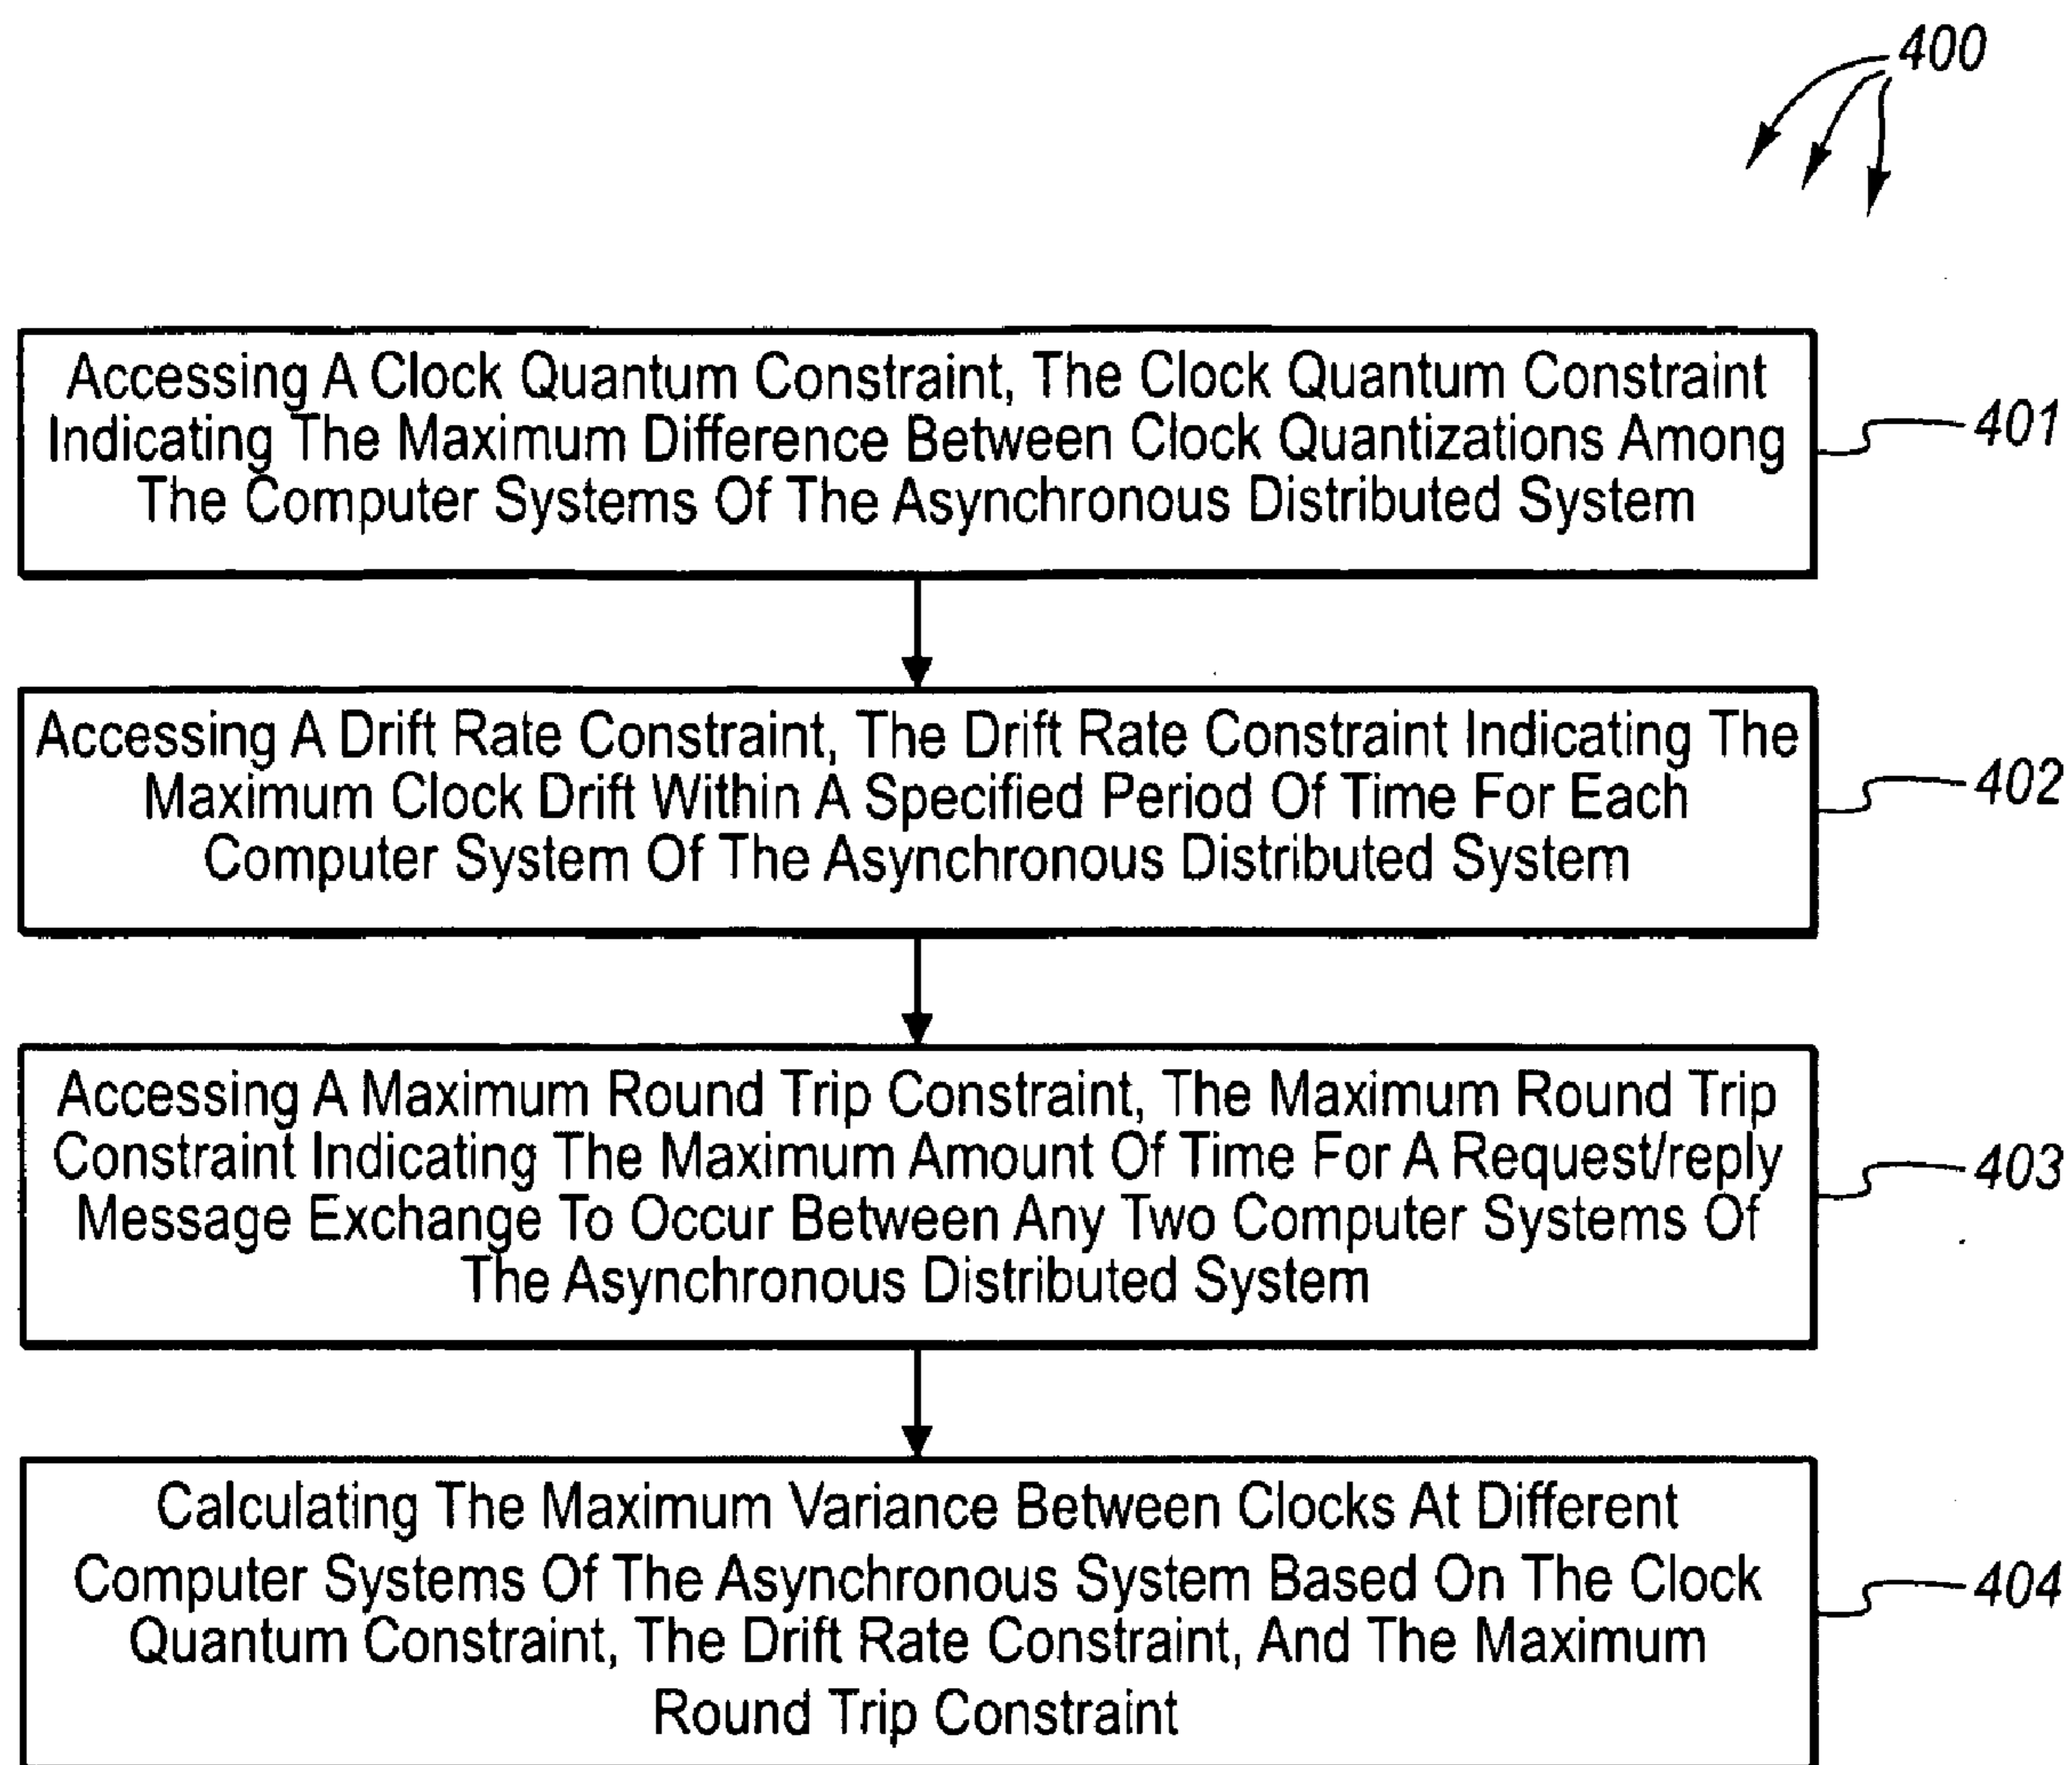 400
Accessing A Clock Quantum Constraint, The Clock Quantum Constraint
Indicating The Maximum Difference Between Clock Quantizations Among
The Computer Systems Of The Asynchronous Distributed System
401
Accessing A Drift Rate Constraint, The Drift Rate Constraint Indicating The
Maximum Clock Drift Within A Specified Period Of Time For Each
Computer System Of The Asynchronous Distributed System
402
Accessing A Maximum Round Trip Constraint, The Maximum Round Trip
Constraint Indicating The Maximum Amount Of Time For A Request/reply
Message Exchange To Occur Between Any Two Computer Systems Of
The Asynchronous Distributed System
403
Calculating The Maximum Variance Between Clocks At Different
Computer Systems Of The Asynchronous System Based On The Clock
Quantum Constraint, The Drift Rate Constraint, And The Maximum
Round Trip Constraint
404